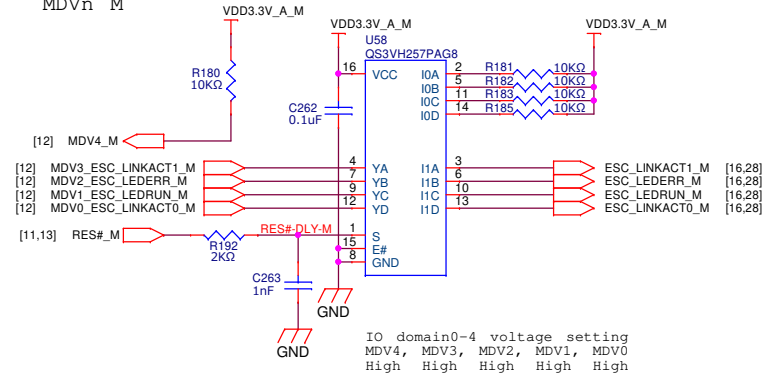 MDVn M
VDD3.3V_A_M
VDD3.3V_A_M
VDD3.3V_A_M
U58
QS3VH257PAG8
R180
10KΩ
16
VCC
I0A
2
R181
10KΩ
I0B
5
R182
10KΩ
I0C
11
R183
10KΩ
I0D
14
R185
10KΩ
C262
0.1uF
[12] MDV4_M
[12] MDV3_ESC_LINKACT1_M
4
YA
I1A
3
ESC_LINKACT1_M
[16,28]
[12] MDV2_ESC_LEDERR_M
7
YB
I1B
6
ESC_LEDERR_M
[16,28]
[12] MDV1_ESC_LEDRUN_M
9
YC
I1C
10
ESC_LEDRUN_M
[16,28]
[12] MDV0_ESC_LINKACT0_M
12
YD
I1D
13
ESC_LINKACT0_M
[16,28]
[11,13] RES#_M
R192
2KΩ
RES#-DLY-M
1
S
15
E#
8
GND
C263
1nF
GND
GND
IO domain0-4 voltage setting
MDV4, MDV3, MDV2, MDV1, MDV0
High High High High High